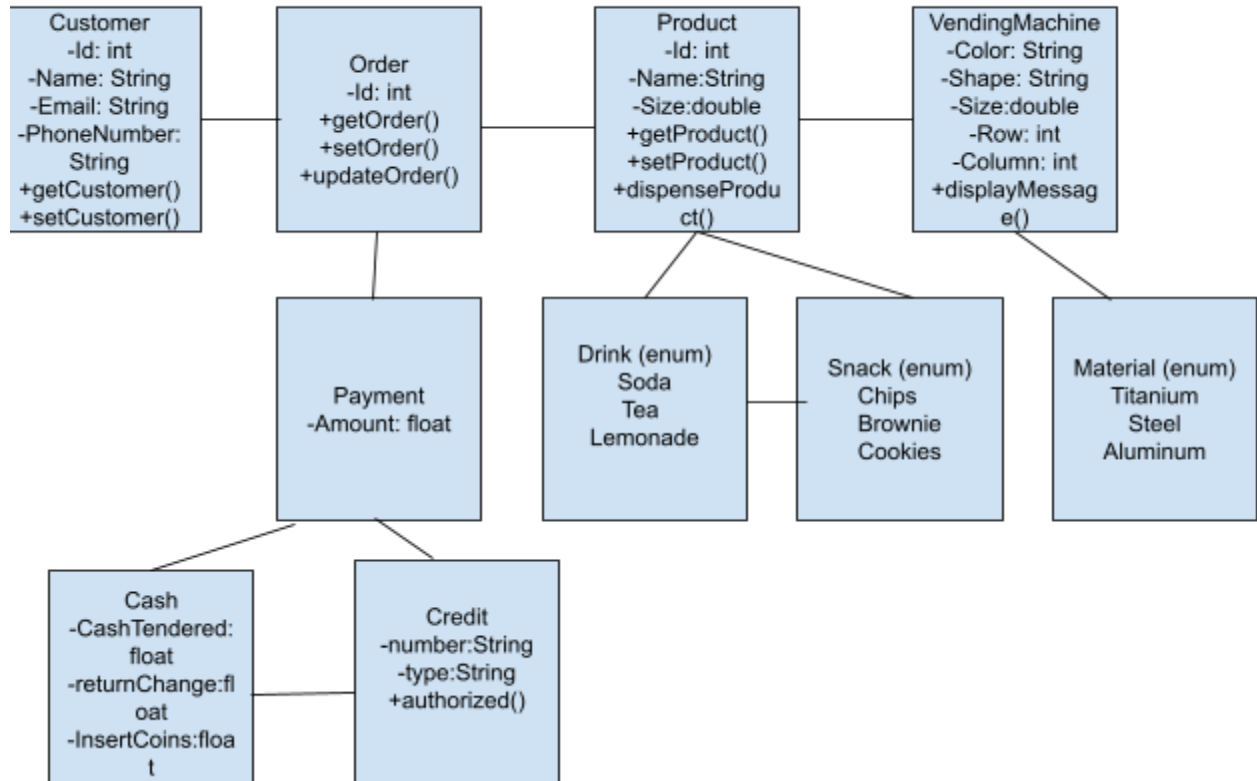 Customer
-Id: int
-Name: String
-Email: String
-PhoneNumber:
String
+getCustomer()
+setCustomer()
Order
-Id: int
+getOrder()
+setOrder()
+updateOrder()
Product
-Id: int
-Name:String
-Size:double
+getProduct()
+setProduct()
+dispenseProdu
ct()
VendingMachine
-Color: String
-Shape: String
-Size:double
-Row: int
-Column: int
+displayMessag
e()
Payment
-Amount: float
Drink (enum)
Soda
Tea
Lemonade
Snack (enum)
Chips
Brownie
Cookies
Material (enum)
Titanium
Steel
Aluminum
Cash
-CashTendered:
float
-returnChange:fl
oat
-InsertCoins:floa
t
Credit
-number:String
-type:String
+authorized()